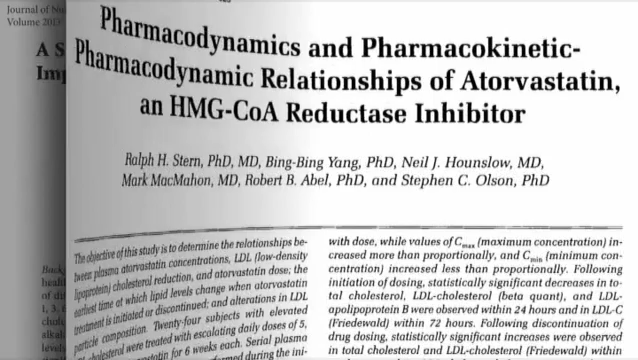 Journal of Nu
Volume 2013
A S
Imp
Pharmacodynamics and Pharmacokinetic-
Pharmacodynamic Relationships of Atorvastatin,
an HMG-CoA Reductase Inhibitor
Ralph H. Stern, PhD, MD, Bing-Bing Yang, PhD, Neil J. Hounslow, MD,
Mark MacMahon, MD, Robert B. Abel, PhD, and Stephen C. Olson, PhD
The objective of this study is to determine the relationships be-
tween plasma atorvastatin concentrations, LDL (low-density
lipoprotein) cholesterol reduction, and atorvastatin dose; the
earliest time at which lipid levels change when atorvastatin
treatment is initiated or discontinued; and alterations in LDL
particle composition. Twenty-four subjects with elevated
cholesterol were treated with escalating daily doses of 5,
for 6 weeks each. Serial plasma
during the ini-
with dose, while values of Cmax (maximum concentration) in-
creased more than proportionally, and Cmin (minimum con-
centration) increased less than proportionally. Following
initiation of dosing, statistically significant decreases in to-
tal cholesterol, LDL-cholesterol (beta quant), and LDL-
apolipoprotein B were observed within 24 hours and in LDL-C
(Friedewald) within 72 hours. Following discontinuation of
drug dosing, statistically significant increases were observed
in total cholesterol and LDL-cholesterol (Friedewald) within